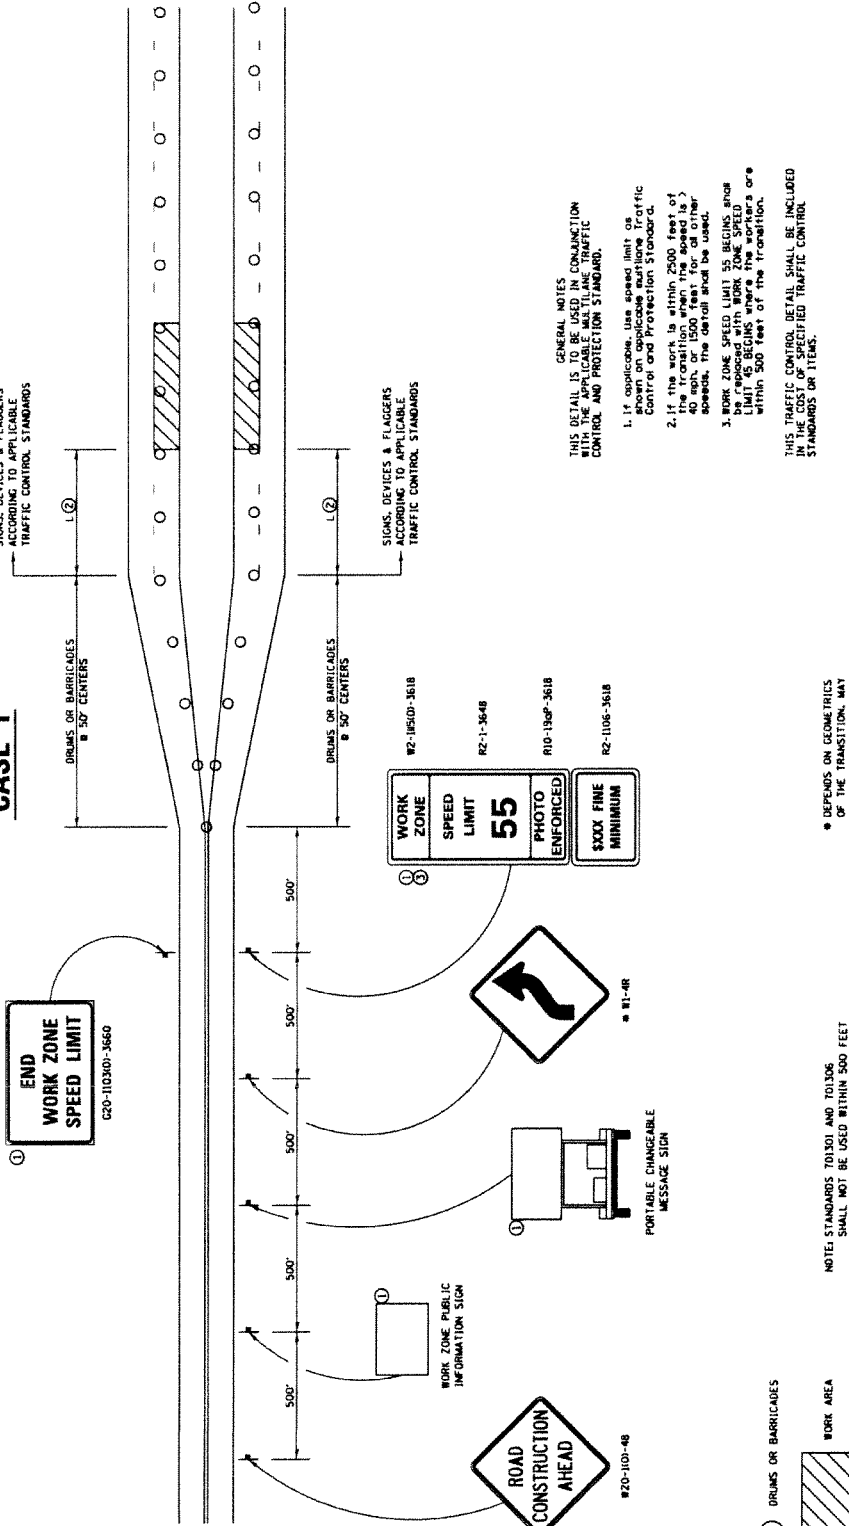 CASE 1
SIGNS, DEVICES & FLAGGERS
ACCORDING TO APPLICABLE
TRAFFIC CONTROL STANDARDS
END
WORK ZONE
SPEED LIMIT
①
G20-I103(O)-3660
DRUMS OR BARRICADES
@ 50' CENTERS
L ②
500'
500'
500'
500'
500'
DRUMS OR BARRICADES
@ 50' CENTERS
L ②
SIGNS, DEVICES & FLAGGERS
ACCORDING TO APPLICABLE
TRAFFIC CONTROL STANDARDS
ROAD
CONSTRUCTION
AHEAD
W20-1(O)-48
①
WORK ZONE PUBLIC
INFORMATION SIGN
①
PORTABLE CHANGEABLE
MESSAGE SIGN
* W1-4R
①
③
WORK
ZONE
SPEED
LIMIT
55
PHOTO
ENFORCED
$XXX FINE
MINIMUM
R2-1-3648
R2-I106-3618
GENERAL NOTES
THIS DETAIL IS TO BE USED IN CONJUNCTION
WITH THE APPLICABLE MULTILANE TRAFFIC
CONTROL AND PROTECTION STANDARD.
1. If applicable. Use speed limit as
shown on applicable multilane Traffic
Control and Protection Standard.
2. If the work is within 2500 feet of
the transition when the speed is >
40 mph, or 1500 feet for all other
speeds, the detail shall be used.
3. WORK ZONE SPEED LIMIT 55 BEGINS shall
be replaced with WORK ZONE SPEED
LIMIT 45 BEGINS where the workers are
within 500 feet of the transition.
THIS TRAFFIC CONTROL DETAIL SHALL BE INCLUDED
IN THE COST OF SPECIFIED TRAFFIC CONTROL
STANDARDS OR ITEMS.
DRUMS OR BARRICADES
WORK AREA
NOTE: STANDARDS 701301 AND 701306
SHALL NOT BE USED WITHIN 500 FEET
* DEPENDS ON GEOMETRICS
OF THE TRANSITION, MAY